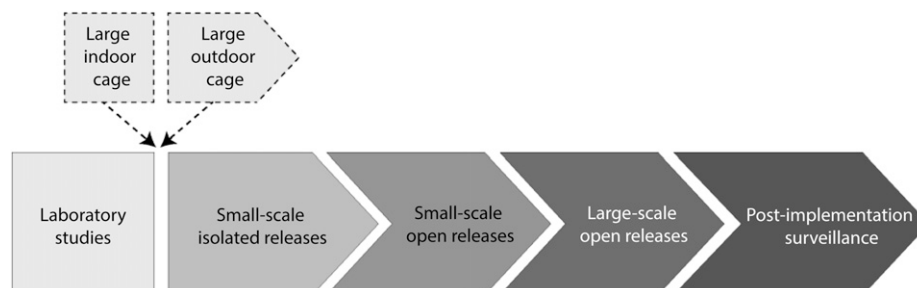 Large
indoor
cage
Large
outdoor
cage
Laboratory
studies
Small-scale
isolated releases
Small-scale
open releases
Large-scale
open releases
Post-implementation
surveillance